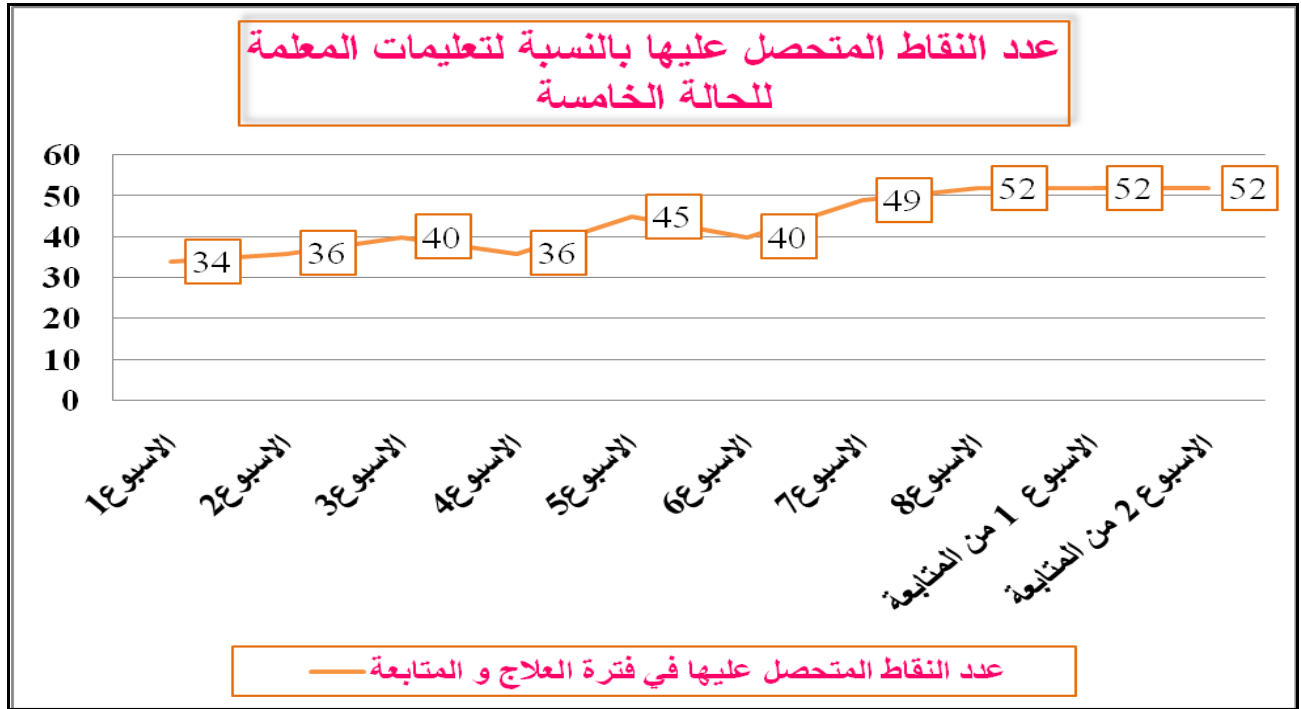 عدد النقاط المتحصل عليها بالنسبة لتعليمات المعلمة
للحالة الخامسة
60
50
40
30
20
10
0
34
36
40
36
45
40
49
52
52
52
الاسبوع1
الاسبوع2
الاسبوع3
الاسبوع4
الاسبوع5
الاسبوع6
الاسبوع7
الاسبوع8
الاسبوع 1 من المتابعة
الاسبوع 2 من المتابعة
عدد النقاط المتحصل عليها في فترة العلاج و المتابعة